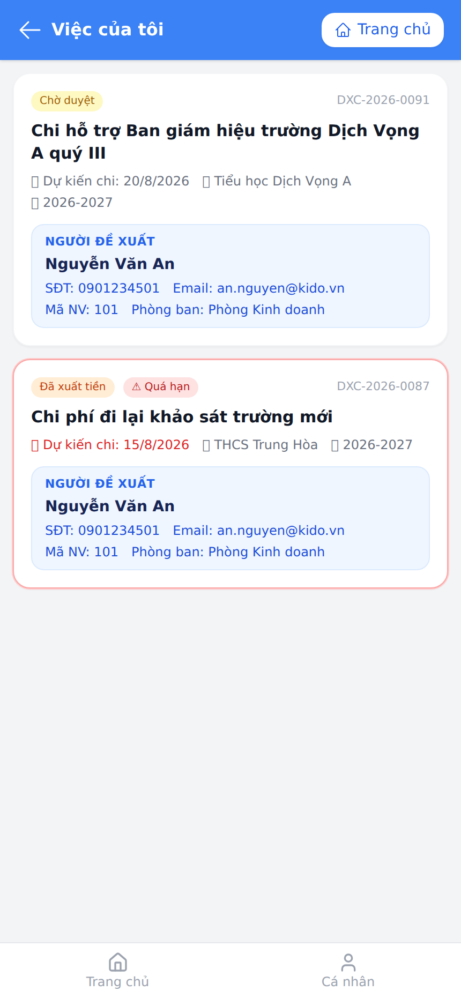 Việc của tôi
Trang chủ
Chờ duyệt
DXC-2026-0091
Chi hỗ trợ Ban giám hiệu trường Dịch Vọng
A quý III
Dự kiến chi: 20/8/2026 Tiểu học Dịch Vọng A
2026-2027
NGƯỜI ĐỀ XUẤT
Nguyễn Văn An
SĐT: 0901234501 Email: an.nguyen@kido.vn
Mã NV: 101 Phòng ban: Phòng Kinh doanh
Đã xuất tiền ⚠ Quá hạn
DXC-2026-0087
Chi phí đi lại khảo sát trường mới
Dự kiến chi: 15/8/2026 THCS Trung Hòa 2026-2027
NGƯỜI ĐỀ XUẤT
Nguyễn Văn An
SĐT: 0901234501 Email: an.nguyen@kido.vn
Mã NV: 101 Phòng ban: Phòng Kinh doanh
Trang chủ
Cá nhân